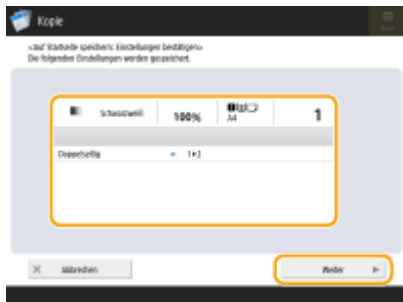 Kopie
<Auf Startseite speichern: Einstellungen bestätigen>
Die folgenden Einstellungen werden gespeichert.
Schwarzweiß
100%
A4
1
Doppelseitig
1▸2
Abbrechen
Weiter